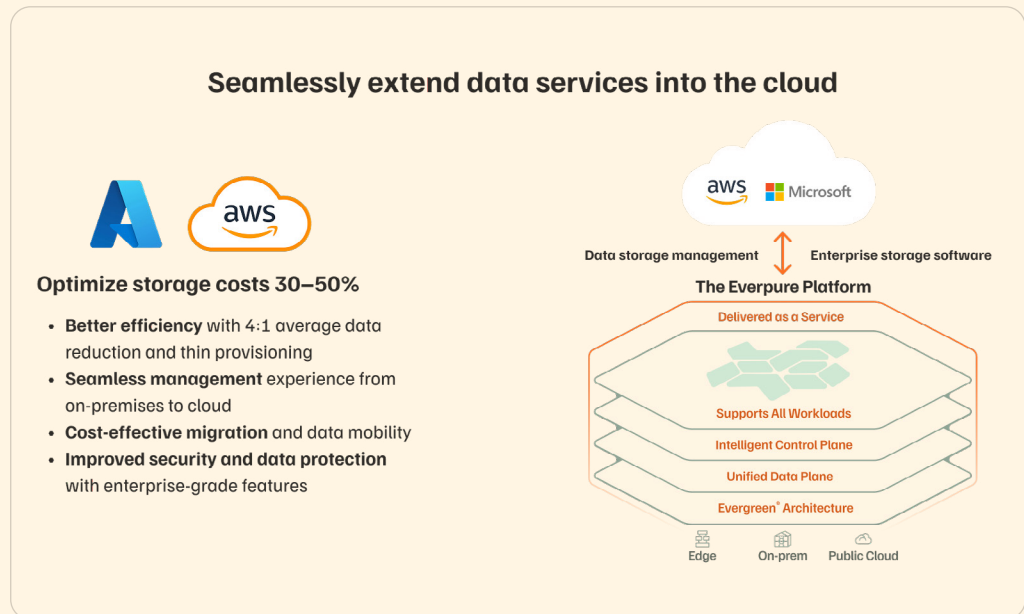 Seamlessly extend data services into the cloud
aws
Optimize storage costs 30–50%
• Better efficiency with 4:1 average data
reduction and thin provisioning
• Seamless management experience from
on-premises to cloud
• Cost-effective migration and data mobility
• Improved security and data protection
with enterprise-grade features
aws Microsoft
Data storage management Enterprise storage software
The Everpure Platform
Delivered as a Service
Supports All Workloads
Intelligent Control Plane
Unified Data Plane
Evergreen® Architecture
Edge On-prem Public Cloud